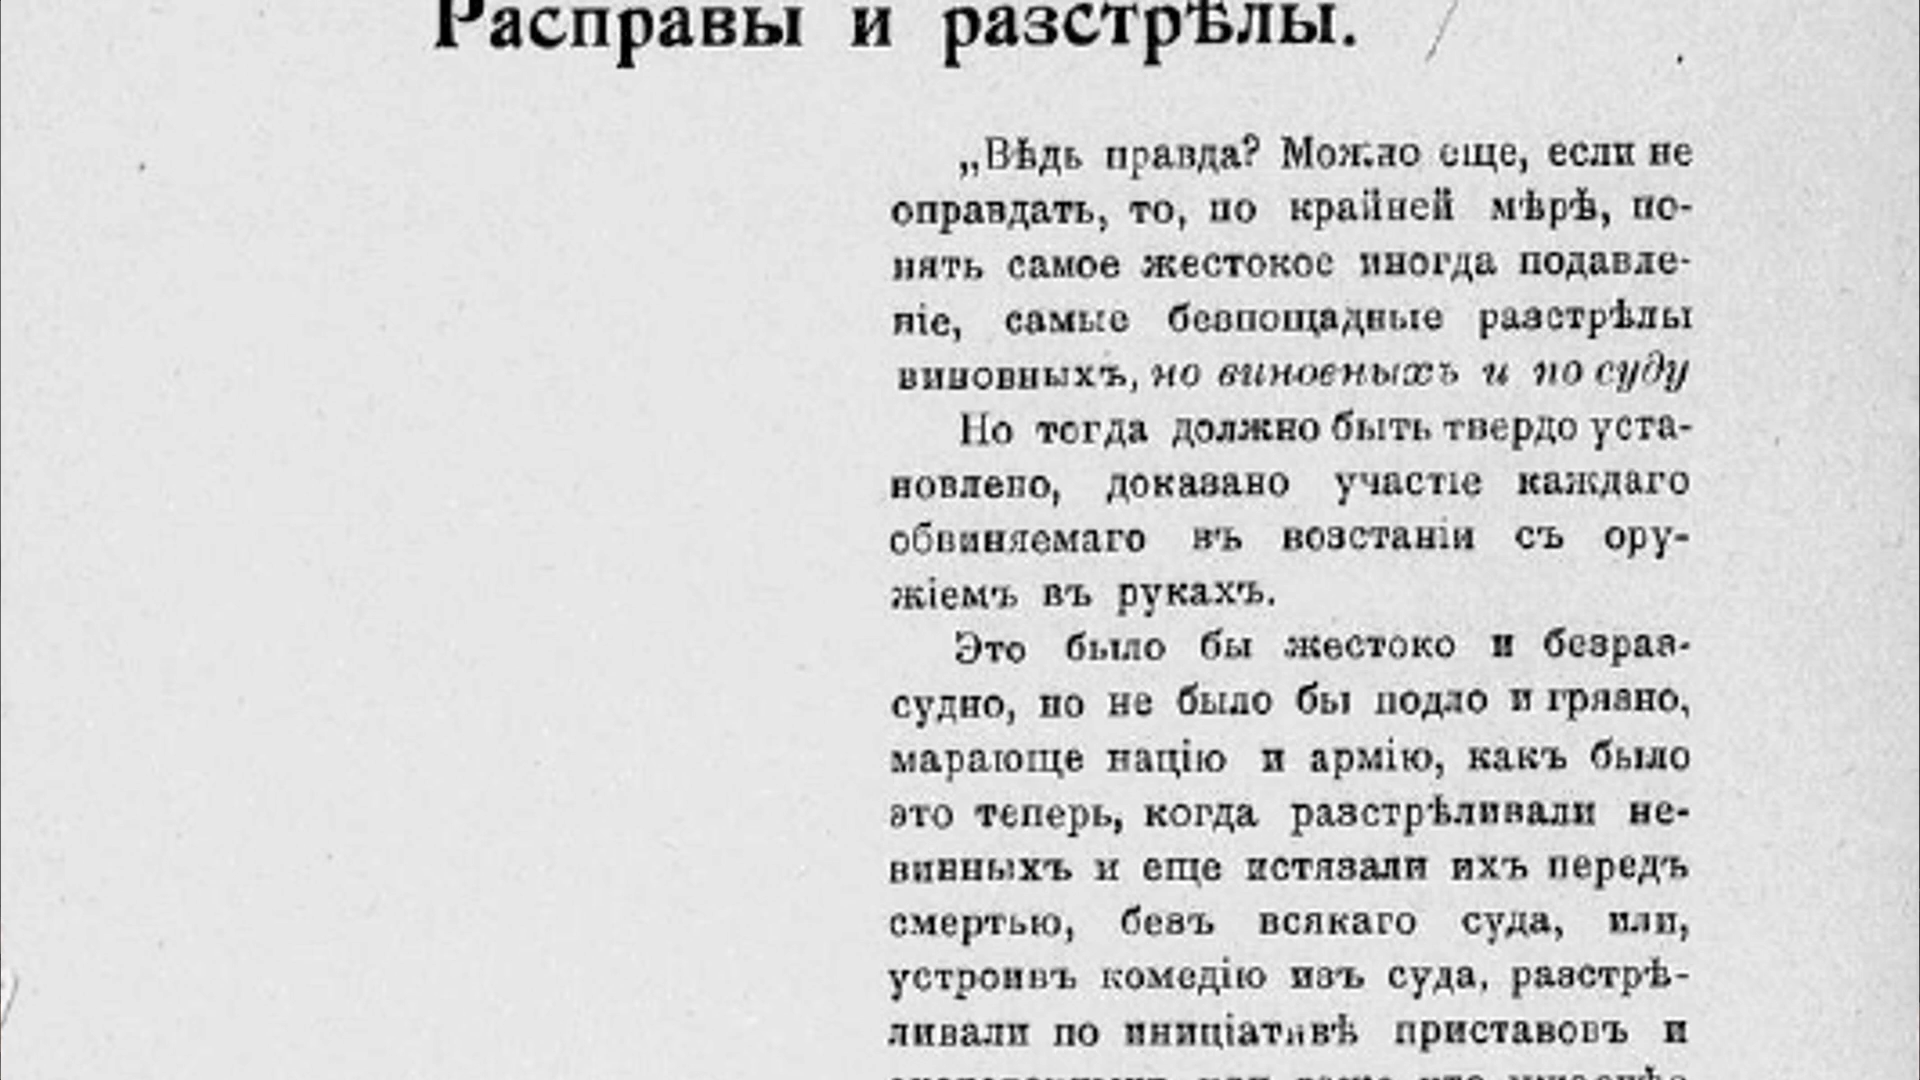 Расправы и разстрѣлы.
„Вѣдь правда? Можно еще, если не
оправдать, то, по крайней мѣрѣ, по-
нять самое жестокое иногда подавле-
ніе, самые безпощадные разстрѣлы
виновныхъ, но виновныхъ и по суду
Но тогда должно быть твердо уста-
новлено, доказано участіе каждаго
обвиняемаго въ возстаніи съ ору-
жіемъ въ рукахъ.
Это было бы жестоко и безраз-
судно, но не было бы подло и грязно,
марающе націю и армію, какъ было
это теперь, когда разстрѣливали не-
винныхъ и еще истязали ихъ передъ
смертью, безъ всякаго суда, или,
устроивъ комедію изъ суда, разстрѣ-
ливали по иниціативѣ приставовъ и